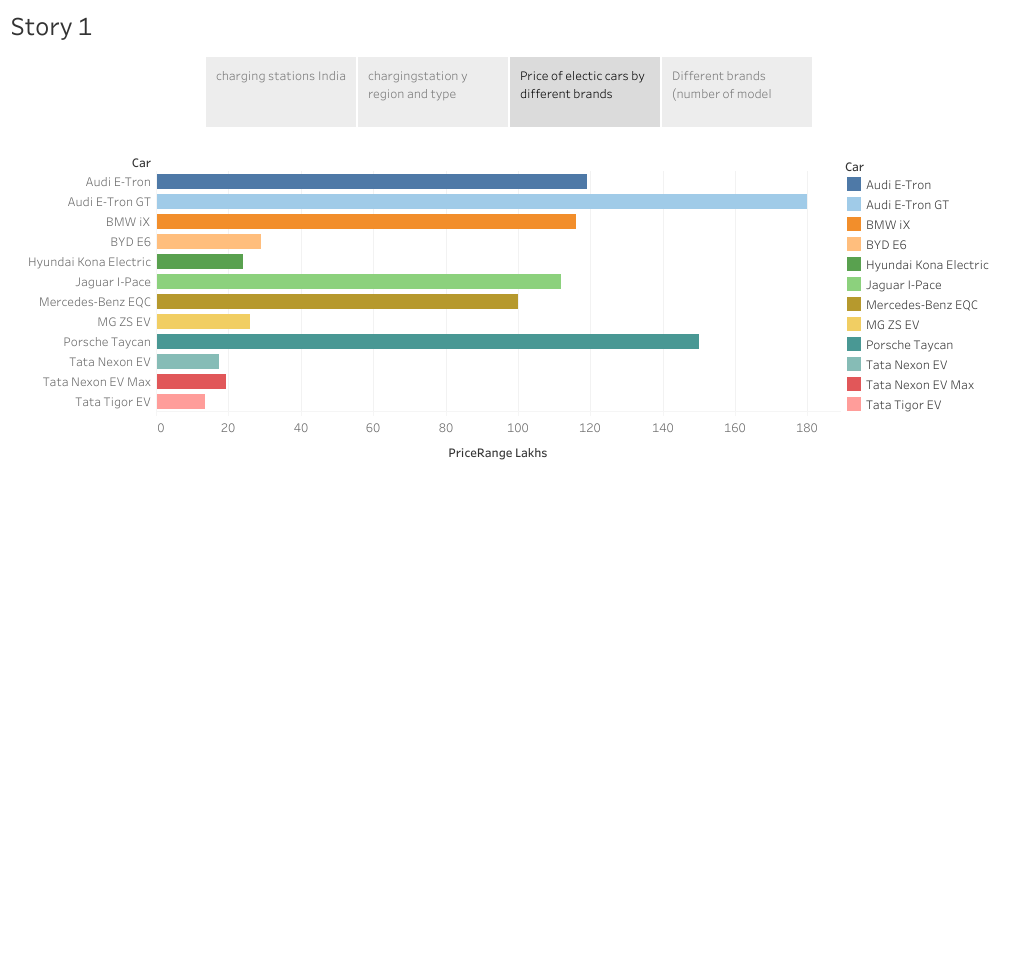 Story 1
charging stations India
chargingstation y
region and type
Price of electic cars by
different brands
Different brands
(number of model
Car
Audi E-Tron
Audi E-Tron GT
BMW iX
BYD E6
Hyundai Kona Electric
Jaguar I-Pace
Mercedes-Benz EQC
MG ZS EV
Porsche Taycan
Tata Nexon EV
Tata Nexon EV Max
Tata Tigor EV
0 20 40 60 80 100 120 140 160 180
PriceRange Lakhs
Car
Audi E-Tron
Audi E-Tron GT
BMW iX
BYD E6
Hyundai Kona Electric
Jaguar I-Pace
Mercedes-Benz EQC
MG ZS EV
Porsche Taycan
Tata Nexon EV
Tata Nexon EV Max
Tata Tigor EV